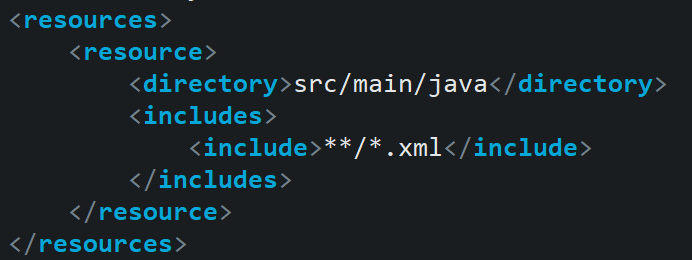 <resources>
    <resource>
        <directory>src/main/java</directory>
        <includes>
            <include>**/*.xml</include>
        </includes>
    </resource>
</resources>